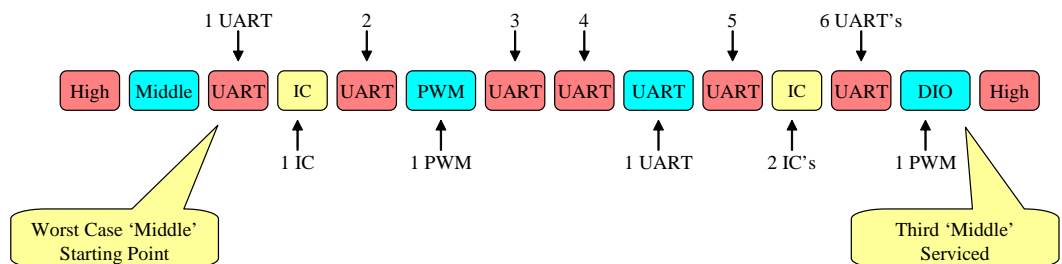 1 UART 2 3 4 5 6 UART's
High Middle UART IC UART PWM UART UART UART UART IC UART DIO High
1 IC 1 PWM 1 UART 2 IC's 1 PWM
Worst Case ‘Middle’
Starting Point
Third ‘Middle’
Serviced